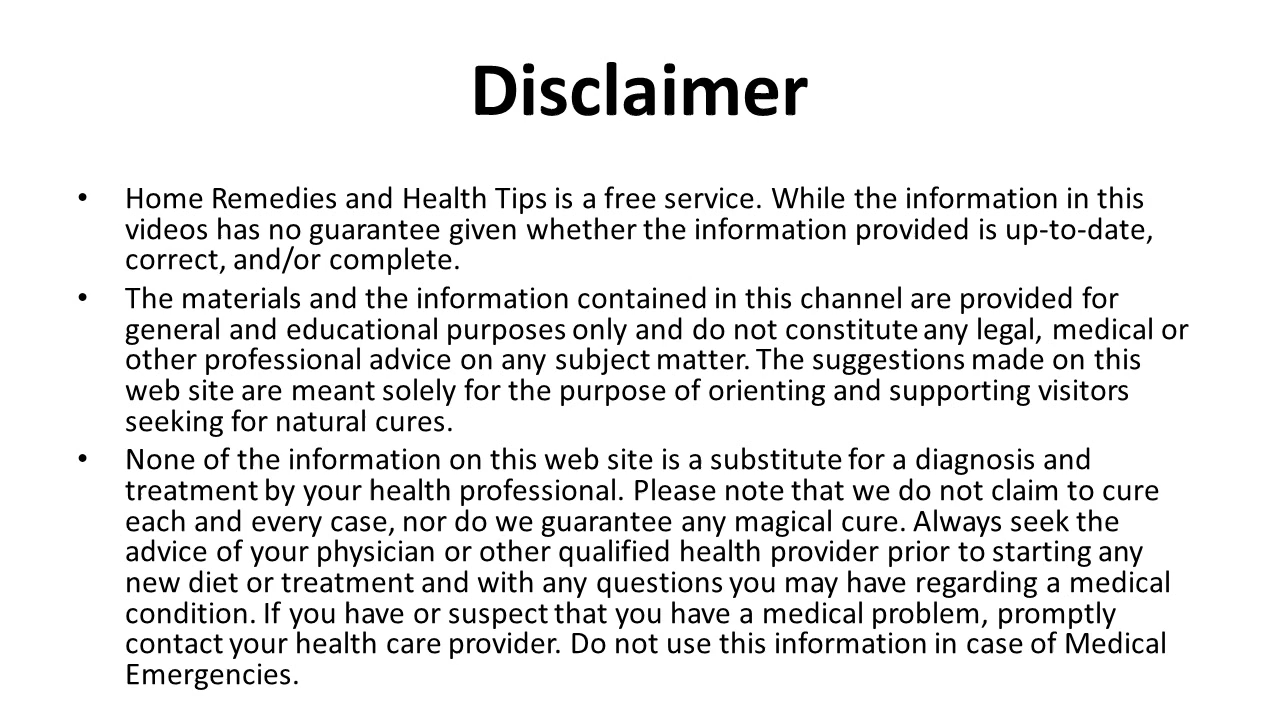 Disclaimer
• Home Remedies and Health Tips is a free service. While the information in this
videos has no guarantee given whether the information provided is up-to-date,
correct, and/or complete.
• The materials and the information contained in this channel are provided for
general and educational purposes only and do not constitute any legal, medical or
other professional advice on any subject matter. The suggestions made on this
web site are meant solely for the purpose of orienting and supporting visitors
seeking for natural cures.
• None of the information on this web site is a substitute for a diagnosis and
treatment by your health professional. Please note that we do not claim to cure
each and every case, nor do we guarantee any magical cure. Always seek the
advice of your physician or other qualified health provider prior to starting any
new diet or treatment and with any questions you may have regarding a medical
condition. If you have or suspect that you have a medical problem, promptly
contact your health care provider. Do not use this information in case of Medical
Emergencies.